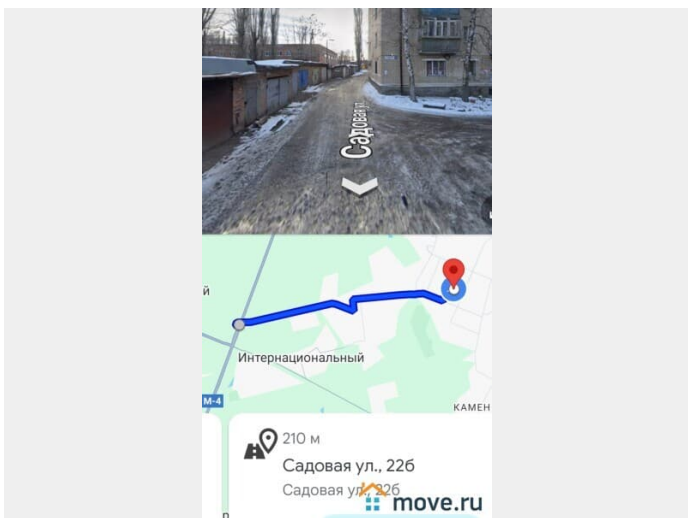 Садовая ул.
й
Интернациональный
М-4
КАМЕН
210 м
Садовая ул., 22б
Садовая ул., 22б
move.ru